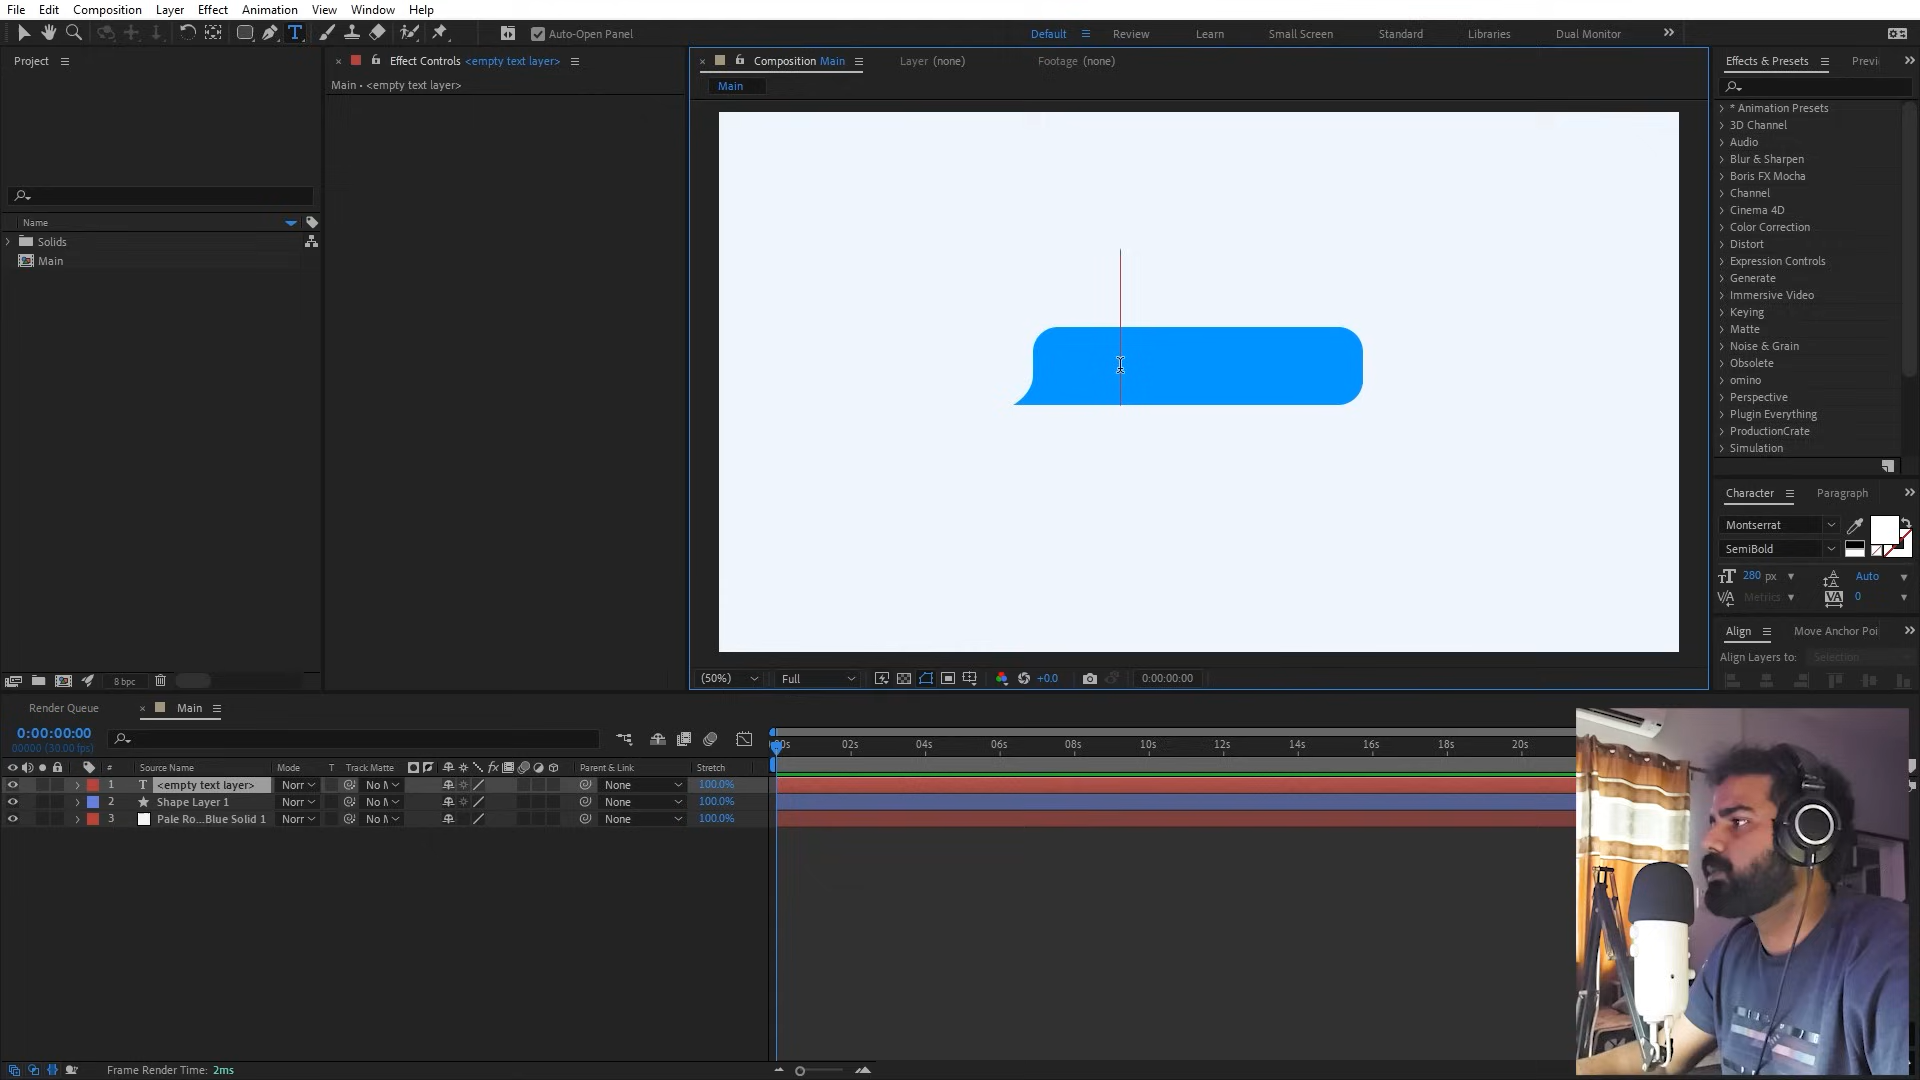 File Edit Composition Layer Effect Animation View Window Help
Auto-Open Panel
Default Review Learn Small Screen Standard Libraries Dual Monitor
Project
Effect Controls <empty text layer>
Composition Main
Layer (none)
Footage (none)
Effects & Presets
Previ
Main • <empty text layer>
Main
Name
Solids
Main
* Animation Presets
3D Channel
Audio
Blur & Sharpen
Boris FX Mocha
Channel
Cinema 4D
Color Correction
Distort
Expression Controls
Generate
Immersive Video
Keying
Matte
Noise & Grain
Obsolete
omino
Perspective
Plugin Everything
ProductionCrate
Simulation
Character Paragraph
Montserrat
SemiBold
280 px Auto
Metrics 0
Align Move Anchor Poi
Align Layers to: Selection
8 bpc
(50%) Full +0.0 0:00:00:00
Render Queue Main
0:00:00:00
00000 (30.00 fps)
00s 02s 04s 06s 08s 10s 12s 14s 16s 18s 20s
# Source Name Mode T Track Matte fx Parent & Link Stretch
1 T <empty text layer> Norr No M None 100.0%
2 Shape Layer 1 Norr No M None 100.0%
3 Pale Ro...Blue Solid 1 Norr No M None 100.0%
Frame Render Time: 2ms